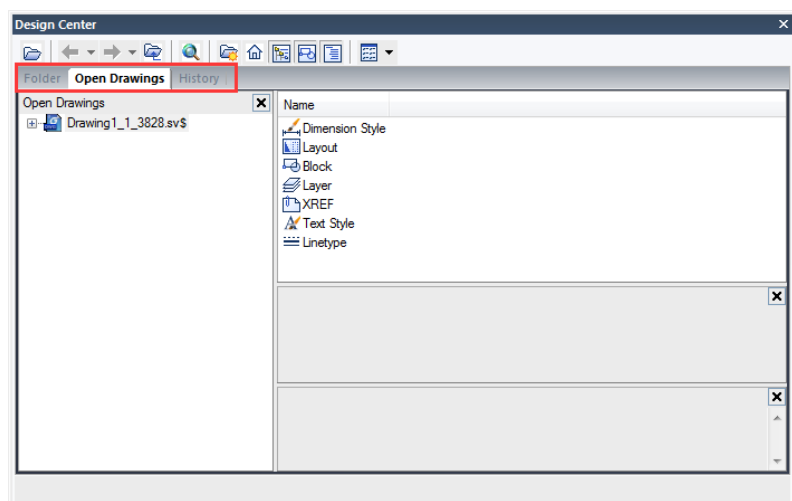 Design Center
Folder Open Drawings History
Open Drawings
Drawing1_1_3828.sv$
Name
Dimension Style
Layout
Block
Layer
XREF
Text Style
Linetype